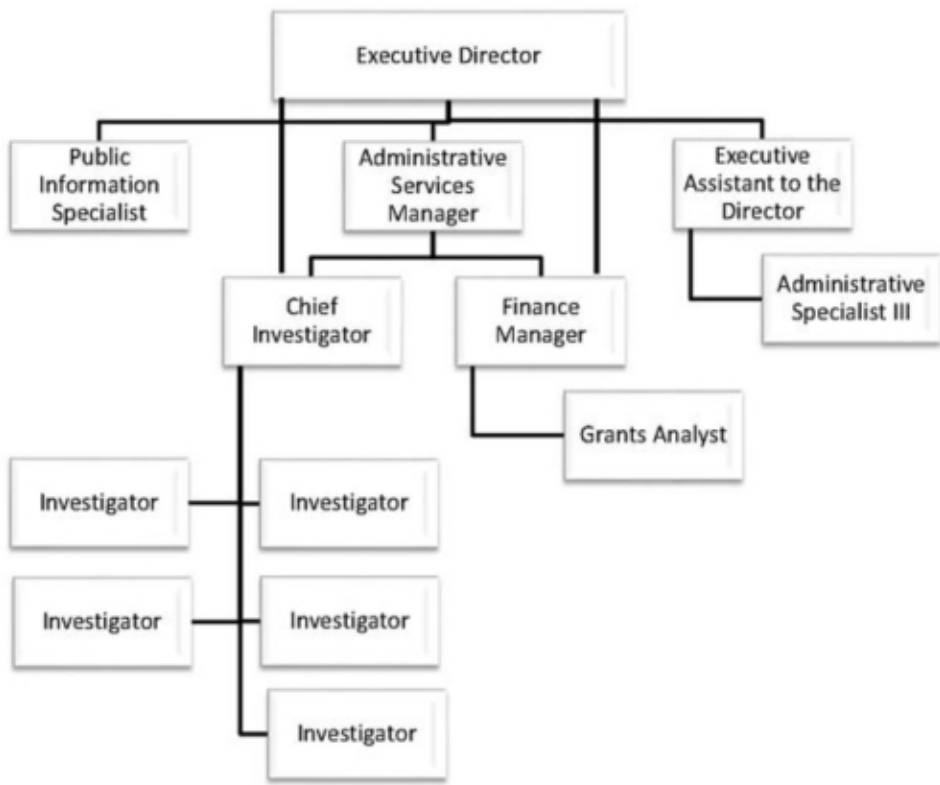 Executive Director
Public
Information
Specialist
Administrative
Services
Manager
Executive
Assistant to the
Director
Administrative
Specialist III
Chief
Investigator
Finance
Manager
Grants Analyst
Investigator
Investigator
Investigator
Investigator
Investigator